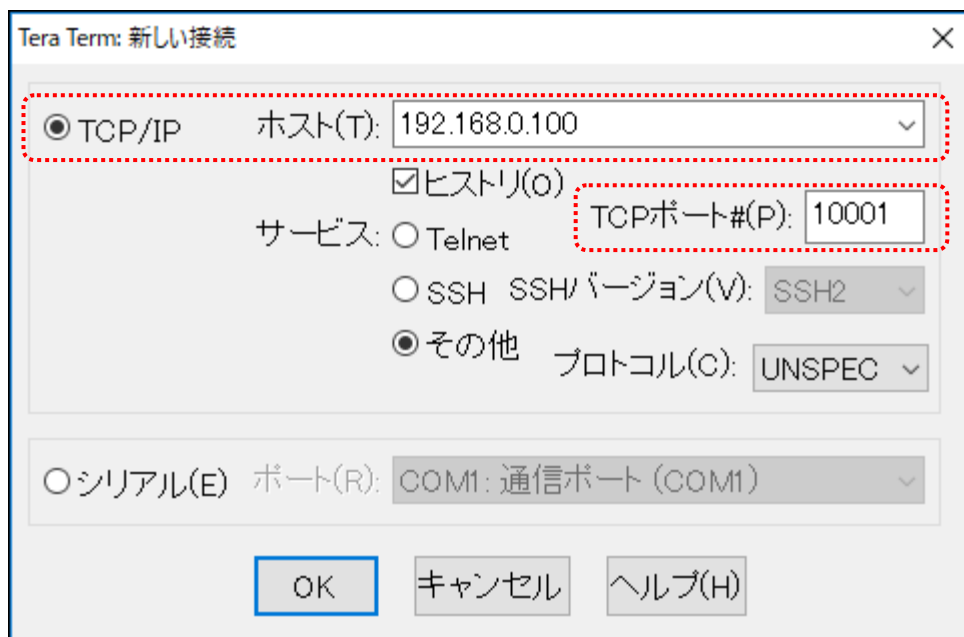 Tera Term: 新しい接続
TCP/IP ホスト(T): 192.168.0.100
ヒストリ(O)
サービス: Telnet TCPポート#(P): 10001
SSH SSHバージョン(V): SSH2
その他 プロトコル(C): UNSPEC
シリアル(E) ポート(R): COM1: 通信ポート (COM1)
OK キャンセル ヘルプ(H)